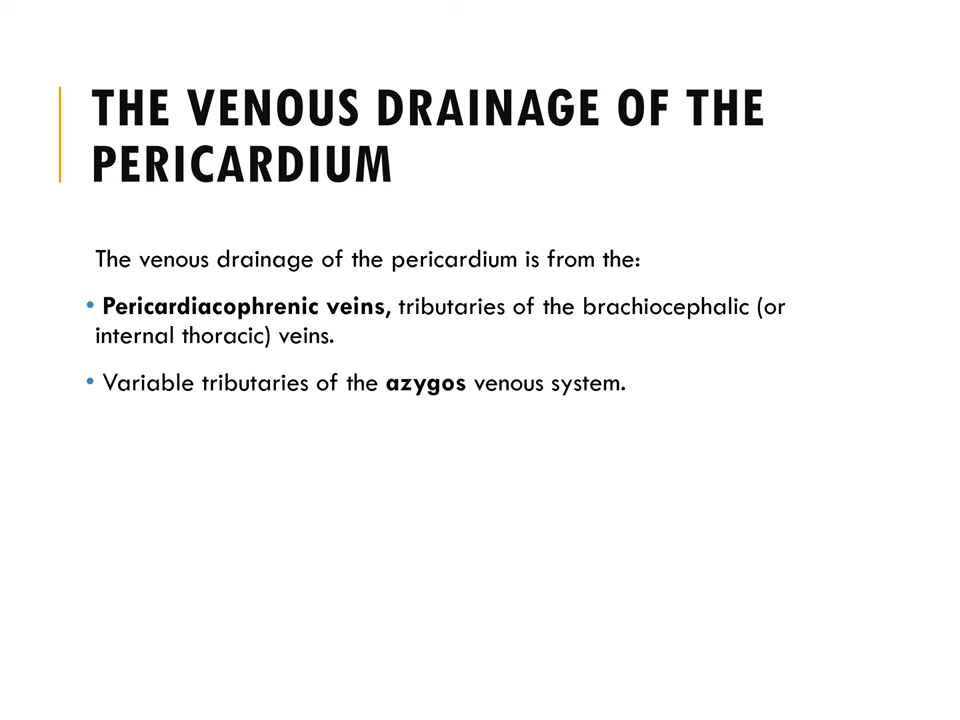 THE VENOUS DRAINAGE OF THE
PERICARDIUM
The venous drainage of the pericardium is from the:
• Pericardiacophrenic veins, tributaries of the brachiocephalic (or
internal thoracic) veins.
• Variable tributaries of the azygos venous system.